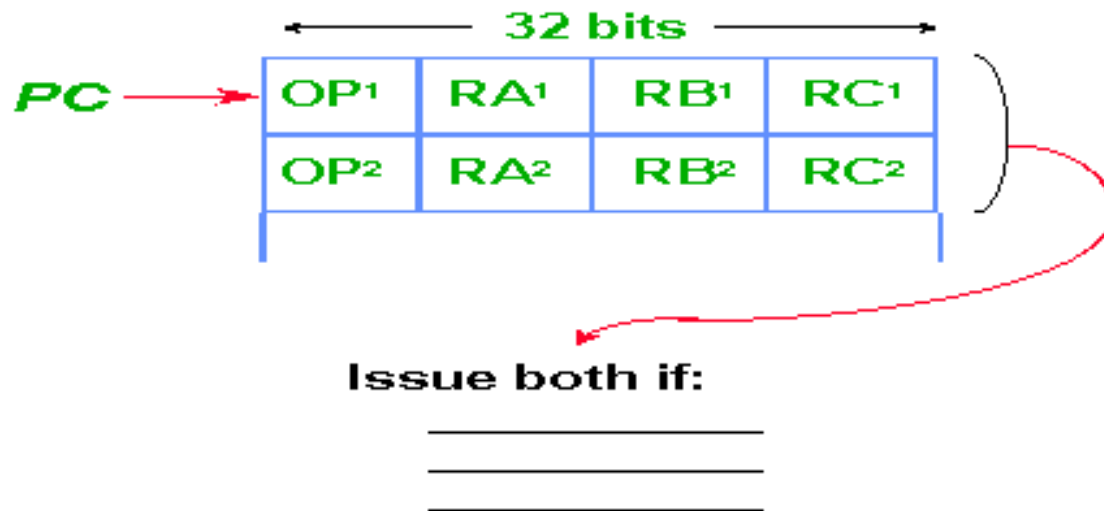 32 bits
PC OP¹ RA¹ RB¹ RC¹
OP² RA² RB² RC²
Issue both if: